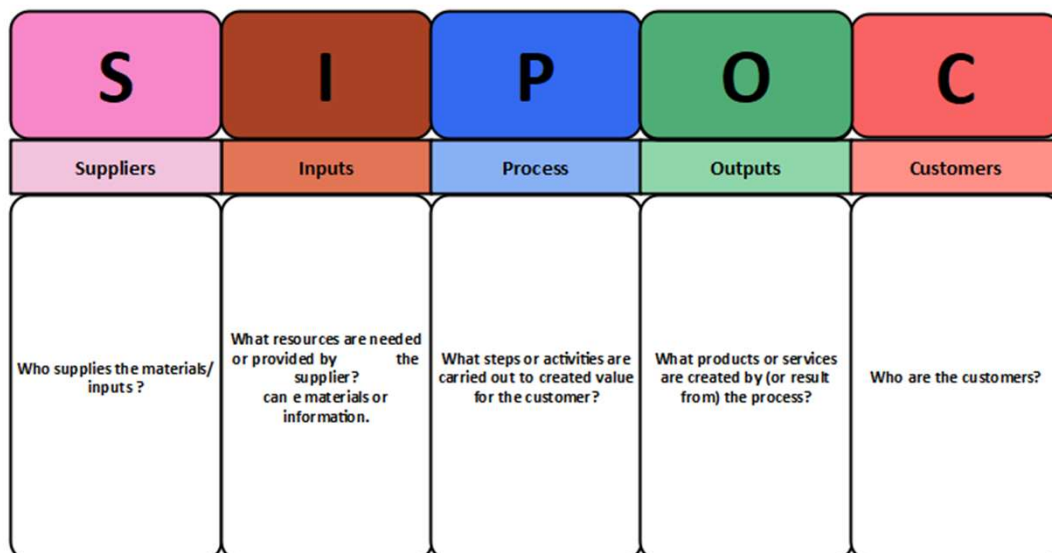 S
I
P
O
C
Suppliers
Inputs
Process
Outputs
Customers
Who supplies the materials/
inputs ?
What resources are needed
or provided by the
supplier?
can e materials or
information.
What steps or activities are
carried out to created value
for the customer?
What products or services
are created by (or result
from) the process?
Who are the customers?